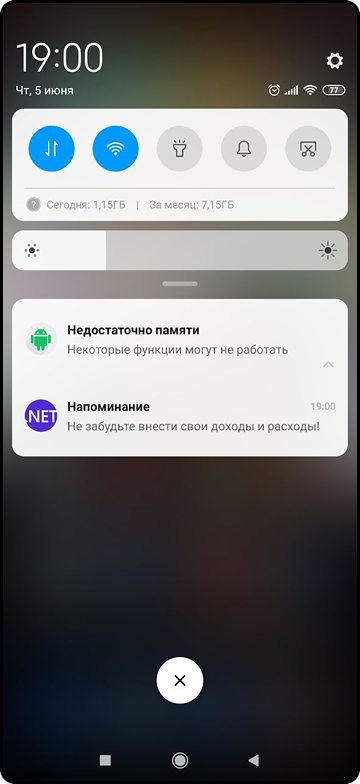 19:00
Чт, 5 июня
77
Сегодня: 1,15ГБ | За месяц: 7,15ГБ
Недостаточно памяти
Некоторые функции могут не работать
.NET
Напоминание 19:00
Не забудьте внести свои доходы и расходы!